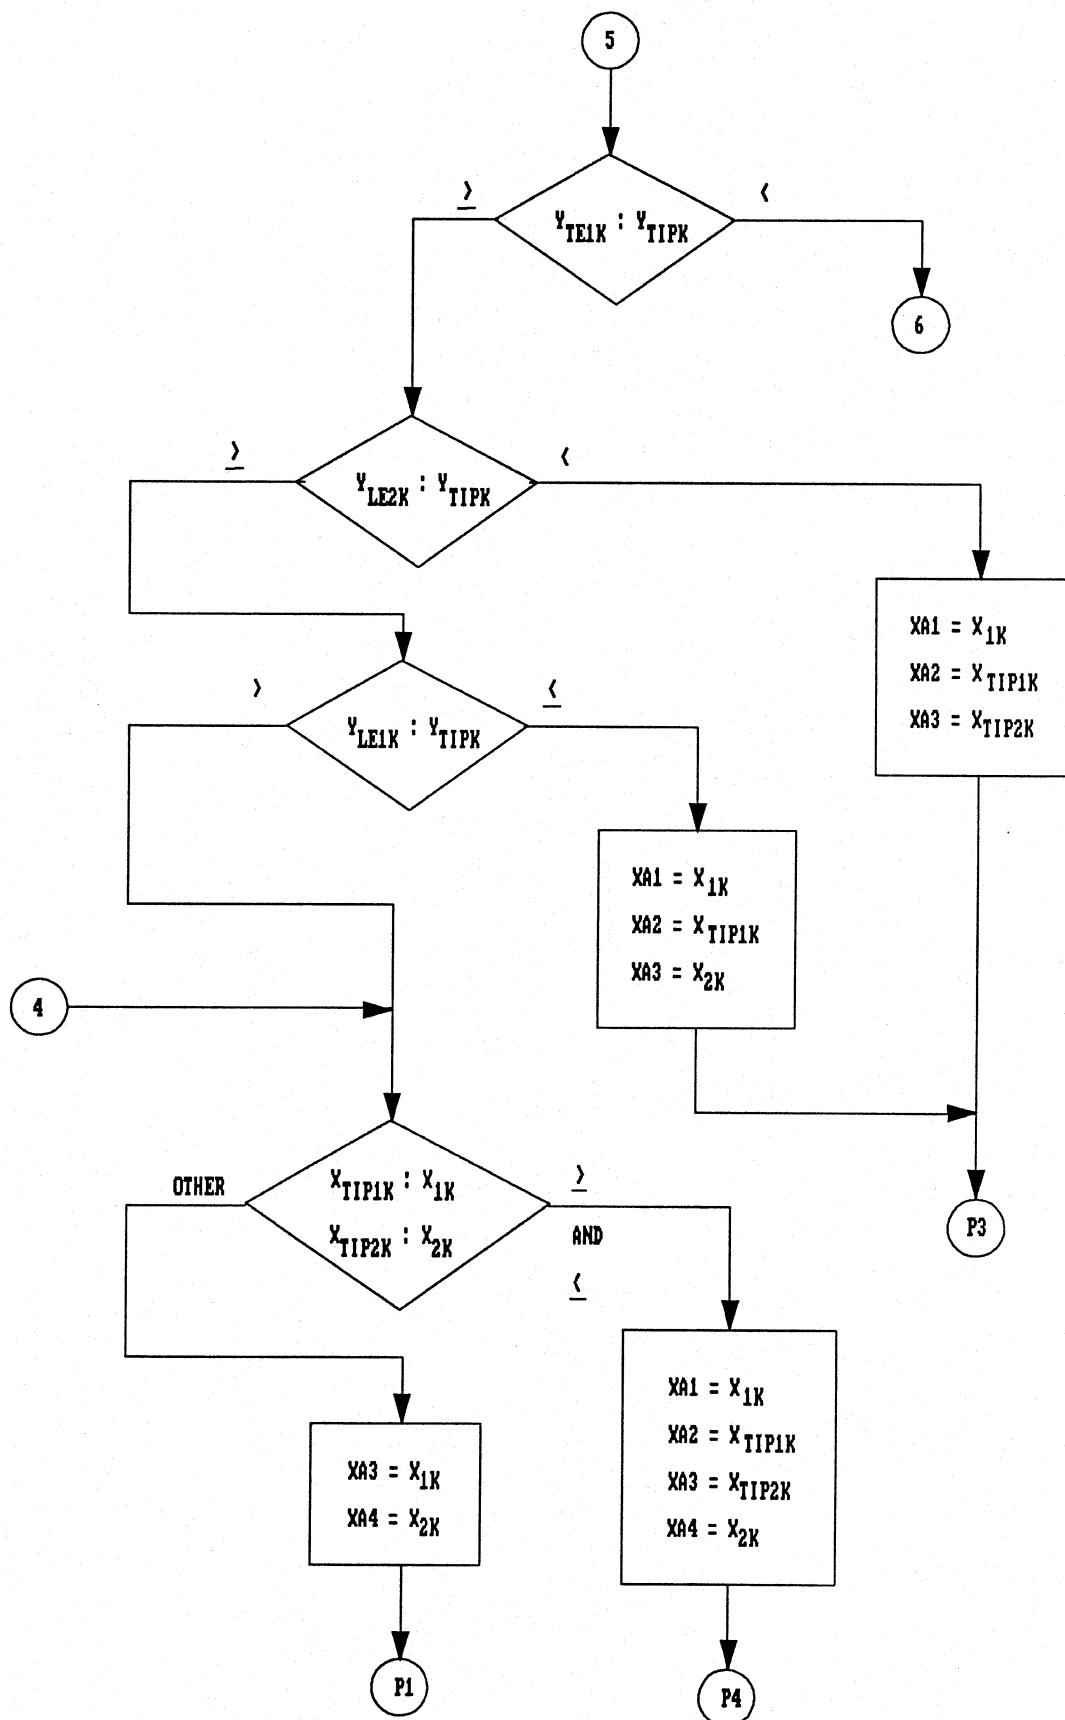 5
≥
<
Y_TE1K : Y_TIPK
6
≥
<
Y_LE2K : Y_TIPK
XA1 = X_1K
XA2 = X_TIP1K
XA3 = X_TIP2K
>
≤
Y_LE1K : Y_TIPK
XA1 = X_1K
XA2 = X_TIP1K
XA3 = X_2K
4
OTHER
X_TIP1K : X_1K
X_TIP2K : X_2K
≥
AND
≤
P3
XA1 = X_1K
XA2 = X_TIP1K
XA3 = X_TIP2K
XA4 = X_2K
XA3 = X_1K
XA4 = X_2K
P1
P4